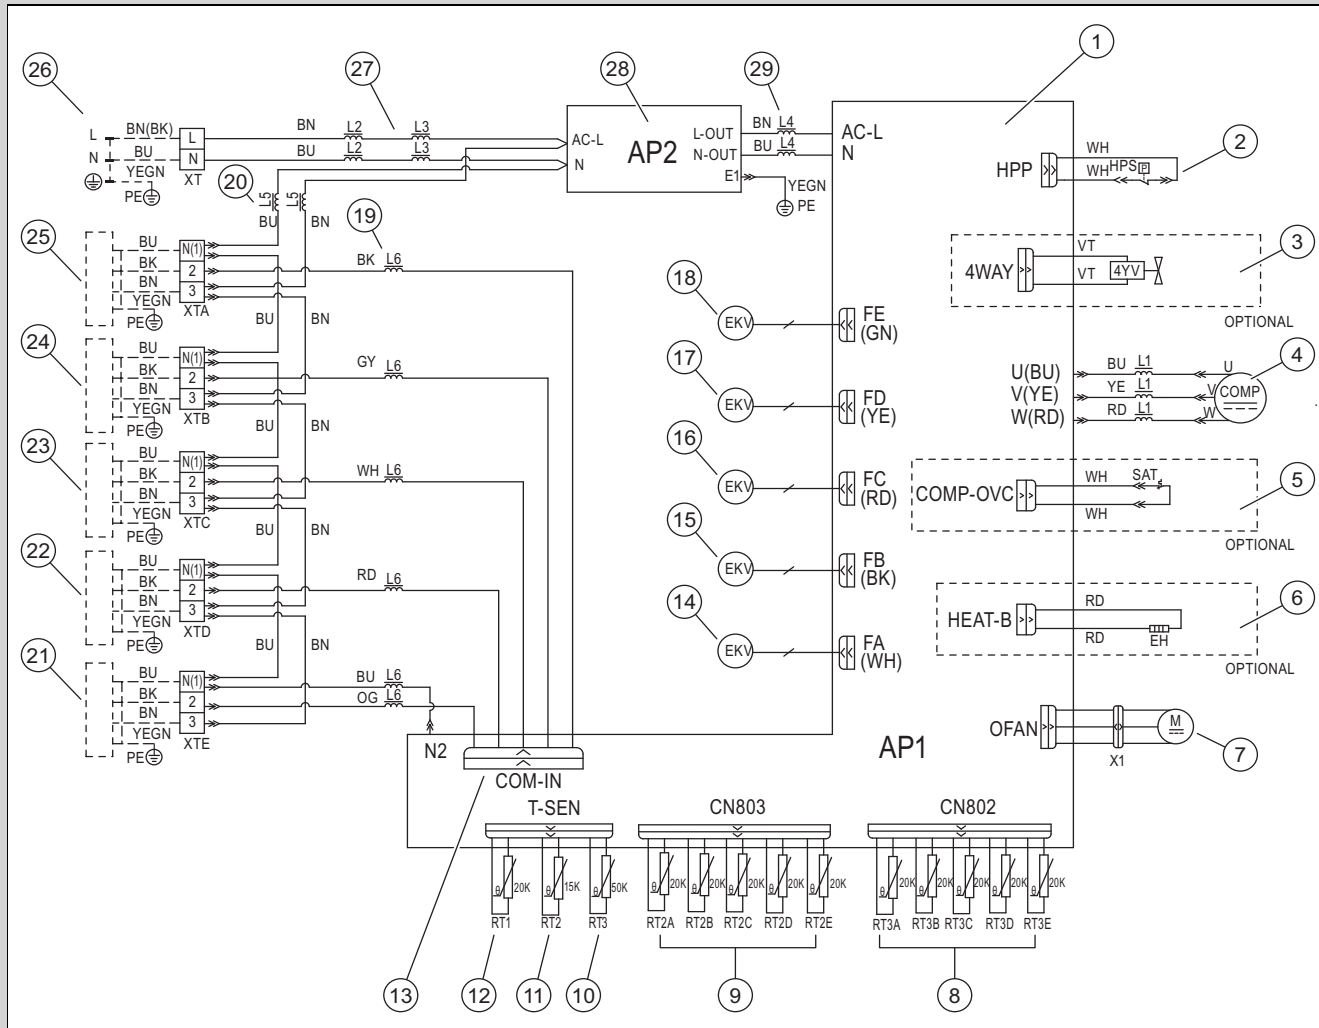 26
27
28
29
1
L
BN(BK)
L
BN
L2
L3
AC-L
AP2
L-OUT
BN
L4
AC-L
N
BU
N
BU
L2
L3
N
N-OUT
BU
L4
N
YEGN
XT
PE
E1
YEGN
PE
HPP
WH
WH
HPS
P
2
20
L5
L5
BU
BN
19
25
BU
N(1)
BK
2
BN
3
YEGN
XTA
PE
BK
L6
BU
BN
4WAY
VT
VT
4YV
3
OPTIONAL
18
EKV
FE
(GN)
24
BU
N(1)
BK
2
BN
3
YEGN
XTB
PE
GY
L6
BU
BN
17
EKV
FD
(YE)
U(BU)
V(YE)
W(RD)
BU
L1
U
YE
L1
V
RD
L1
W
COMP
4
23
BU
N(1)
BK
2
BN
3
YEGN
XTC
PE
WH
L6
BU
BN
16
EKV
FC
(RD)
COMP-OVC
WH
SAT
WH
5
OPTIONAL
22
BU
N(1)
BK
2
BN
3
YEGN
XTD
PE
RD
L6
BU
BN
15
EKV
FB
(BK)
HEAT-B
RD
RD
EH
6
OPTIONAL
14
EKV
FA
(WH)
21
BU
N(1)
BK
2
BN
3
YEGN
XTE
PE
BU
L6
OG
L6
N2
COM-IN
AP1
OFAN
X1
M
7
T-SEN
CN803
CN802
θ
20K
θ
15K
θ
50K
θ
20K
θ
20K
θ
20K
θ
20K
θ
20K
θ
20K
θ
20K
θ
20K
θ
20K
θ
20K
RT1
RT2
RT3
RT2A
RT2B
RT2C
RT2D
RT2E
RT3A
RT3B
RT3C
RT3D
RT3E
13
12
11
10
9
8